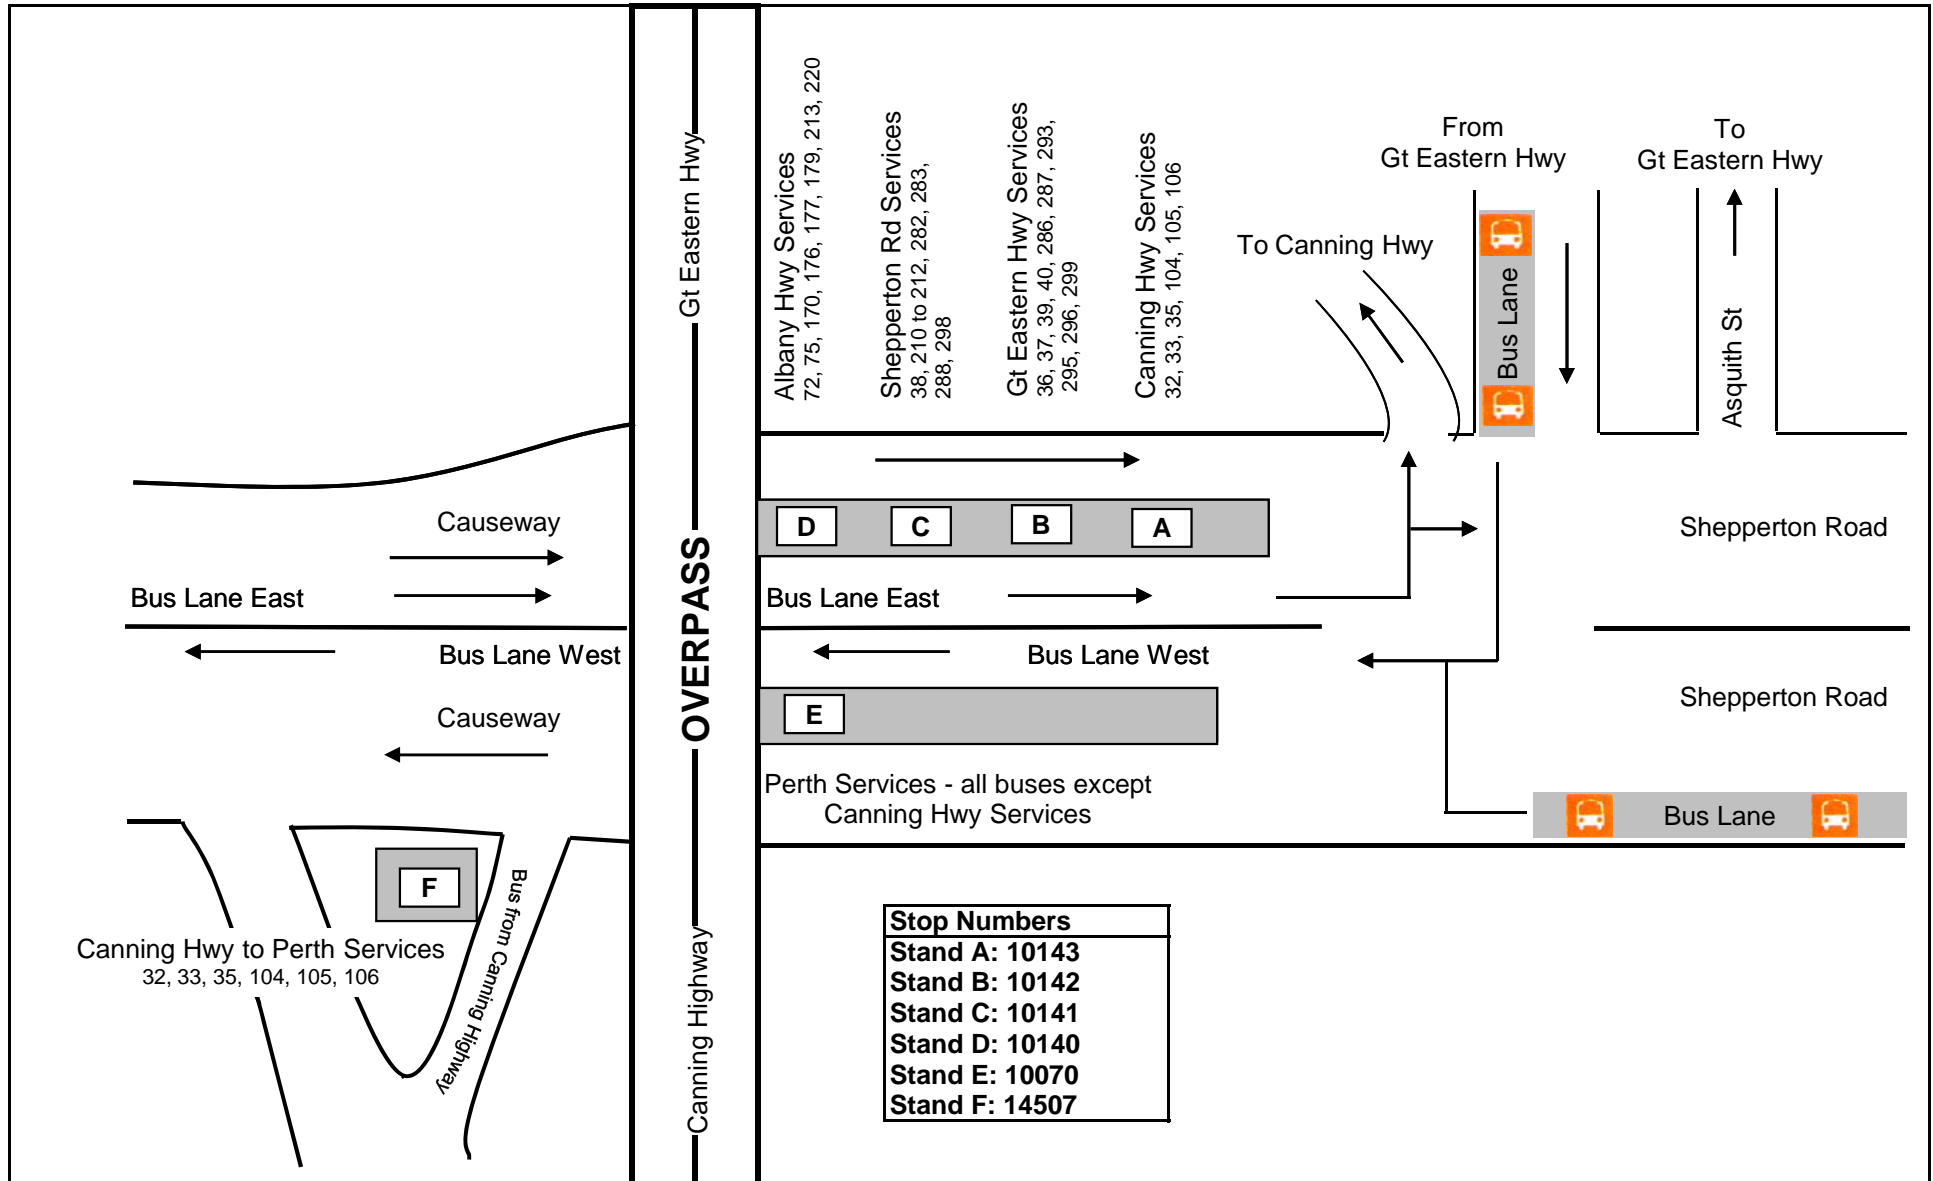 Gt Eastern Hwy
OVERPASS
Canning Highway
Albany Hwy Services
72, 75, 170, 176, 177, 179, 213, 220
Shepperton Rd Services
38, 210 to 212, 282, 283,
288, 298
Gt Eastern Hwy Services
36, 37, 39, 40, 286, 287, 293,
295, 296, 299
Canning Hwy Services
32, 33, 35, 104, 105, 106
From
Gt Eastern Hwy
To
Gt Eastern Hwy
To Canning Hwy
Bus Lane
Asquith St
Causeway
D
C
B
A
Shepperton Road
Bus Lane East
Bus Lane East
Bus Lane West
Bus Lane West
Causeway
E
Shepperton Road
Perth Services - all buses except
Canning Hwy Services
Bus Lane
F
Bus from Canning Highway
Canning Hwy to Perth Services
32, 33, 35, 104, 105, 106
Stop Numbers
Stand A: 10143
Stand B: 10142
Stand C: 10141
Stand D: 10140
Stand E: 10070
Stand F: 14507